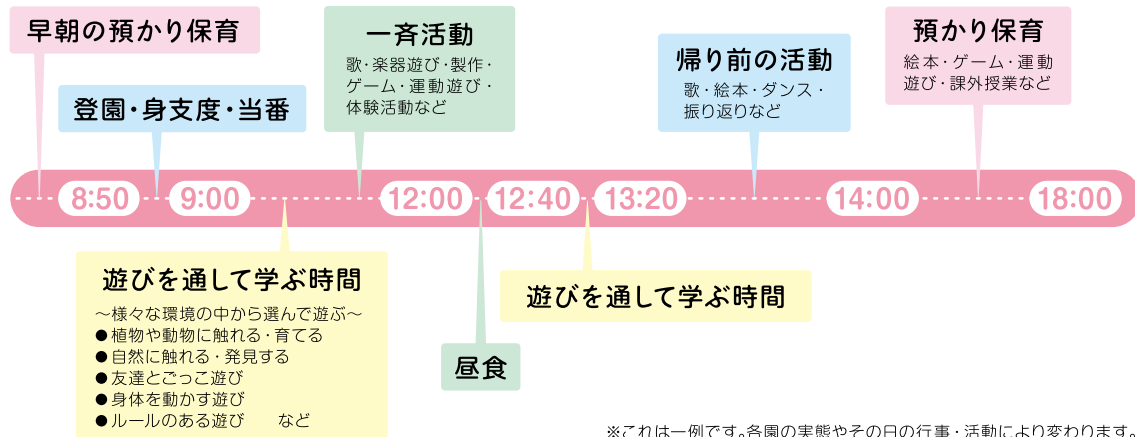 早朝の預かり保育
登園・身支度・当番
一斉活動
歌・楽器遊び・製作・
ゲーム・運動遊び・
体験活動など
帰り前の活動
歌・絵本・ダンス・
振り返りなど
預かり保育
絵本・ゲーム・運動
遊び・課外授業など
8:50 9:00 12:00 12:40 13:20 14:00 18:00
遊びを通して学ぶ時間
～様々な環境の中から選んで遊ぶ～
●植物や動物に触れる・育てる
●自然に触れる・発見する
●友達とごっこ遊び
●身体を動かす遊び
●ルールのある遊び　　など
昼食
遊びを通して学ぶ時間
※これは一例です。各園の実態やその日の行事・活動により変わります。